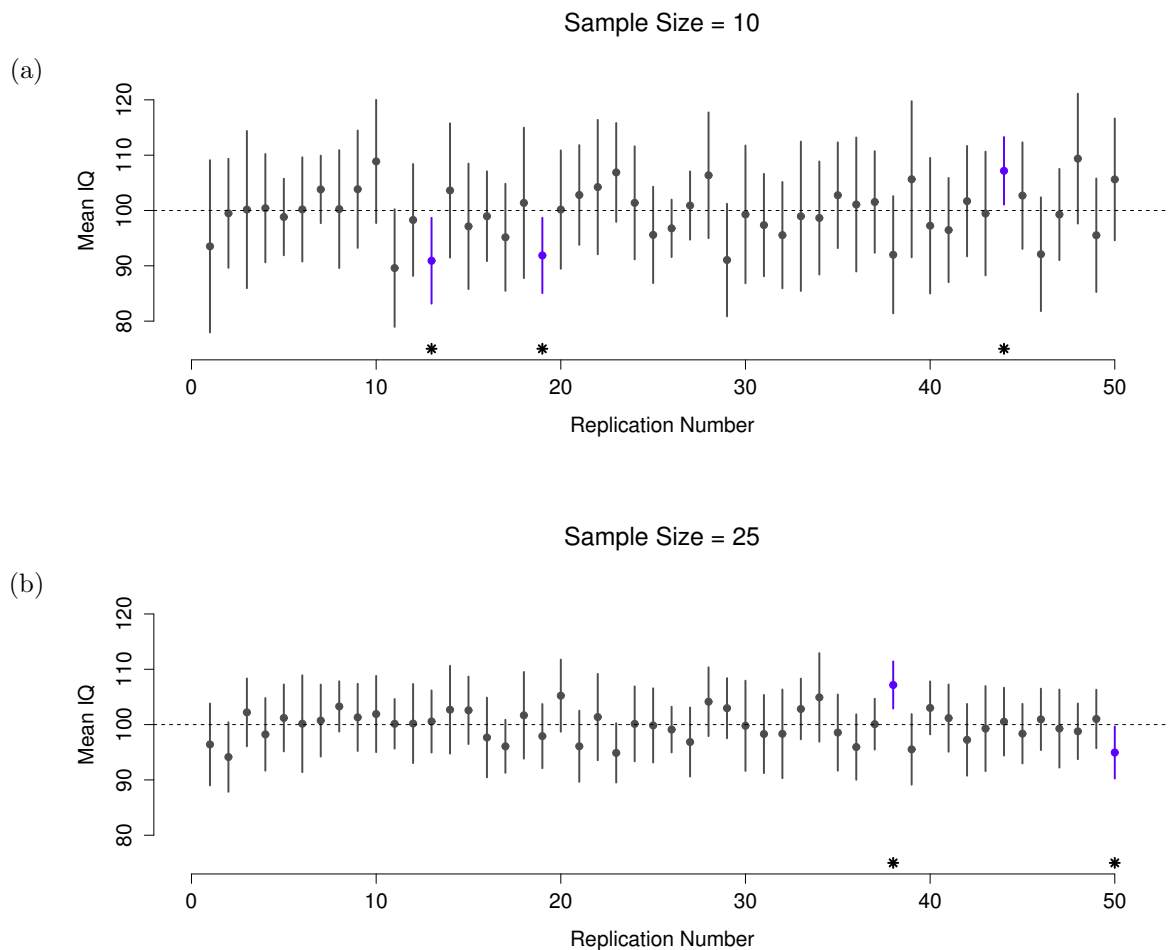 Sample Size = 10
(a)
Mean IQ
120
110
100
90
80
* * *
0 10 20 30 40 50
Replication Number
Sample Size = 25
(b)
Mean IQ
120
110
100
90
80
* *
0 10 20 30 40 50
Replication Number